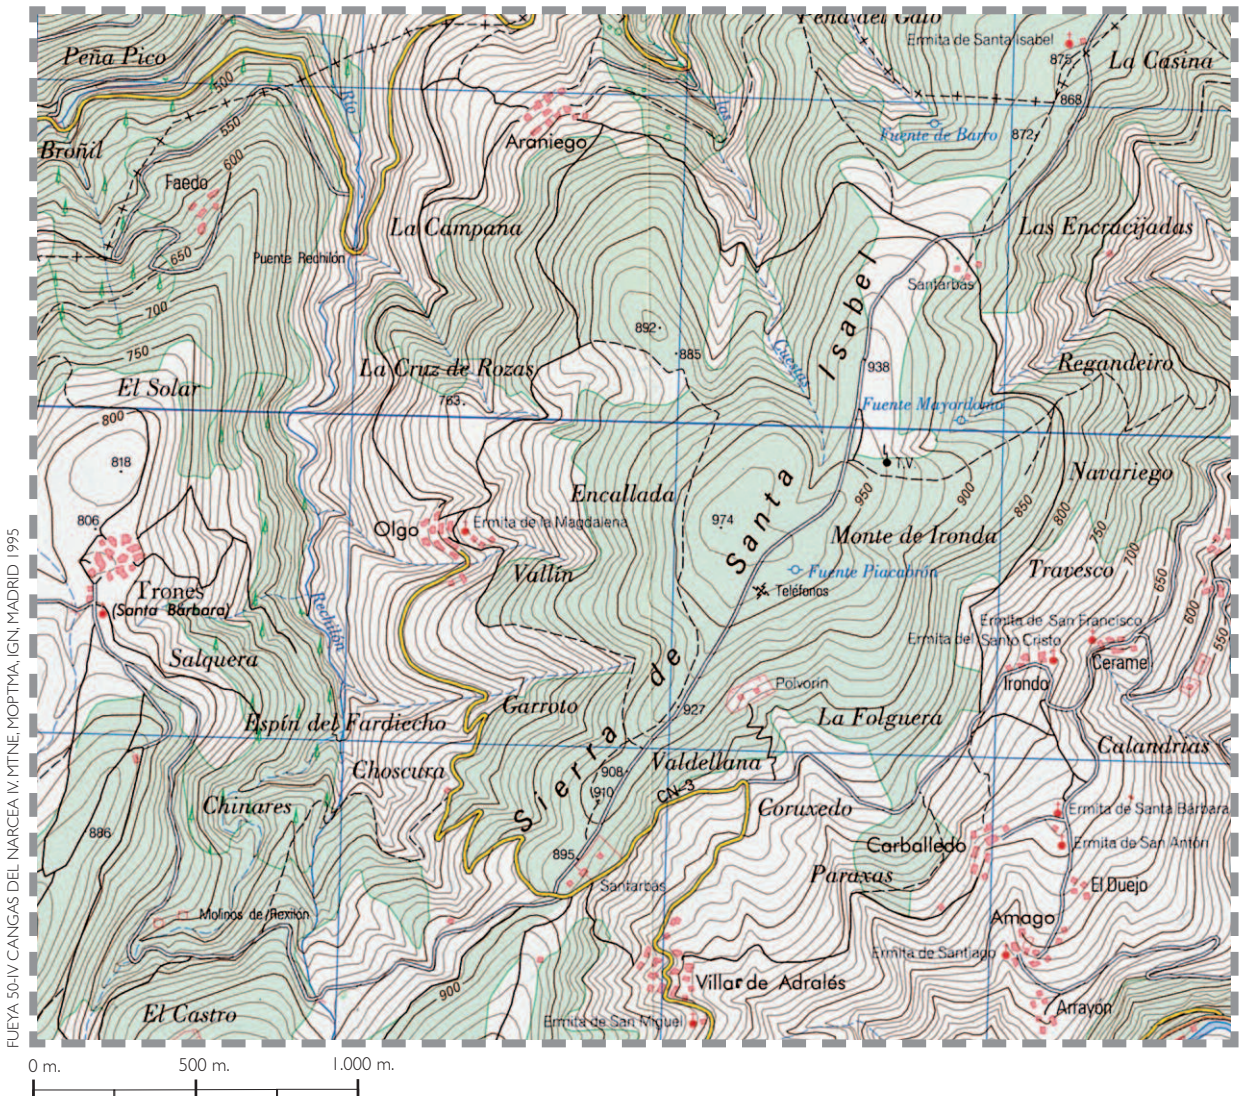 Peña del Gato
Ermita de Santa Isabel
875
La Casina
Peña Pico
500
Río
868
Fuente de Barro
872
550
Araniego
Broñil
600
Faedo
La Campana
Las Encrucijadas
650
Puente Rechilón
Santarbás
700
892
885
750
Cuestas
La Cruz de Rozas
938
Regandeiro
El Solar
763
Fuente Mayordomo
800
818
T.V.
Navariego
Encallada
950
900
850
800
750
700
806
Olgo
Ermita de la Magdalena
974
Monte de Ironda
Vallín
Fuente Piacabrón
Travesco
650
Trones
(Santa Bárbara)
Teléfonos
600
550
Rechilón
Ermita de San Francisco
Ermita del Santo Cristo
Salquera
Cerame
Irondo
Sierra de Santa Isabel
Polvorín
Garroto
927
La Folguera
Espín del Fardiecho
Calandrias
Valdellana
Choscura
908
(910
CN-3
Chinares
Coruxedo
Ermita de Santa Bárbara
886
Carballedo
Ermita de San Antón
895
Paraxas
El Duejo
Santarbás
Molinos de Rexilón
Amago
Ermita de Santiago
Villar de Adralés
900
El Castro
Arrayón
Ermita de San Miguel
FUEYA 50-IV CANGAS DEL NARCEA IV. MTNE, MOPTMA, IGN, MADRID 1995
0 m. 500 m. 1.000 m.